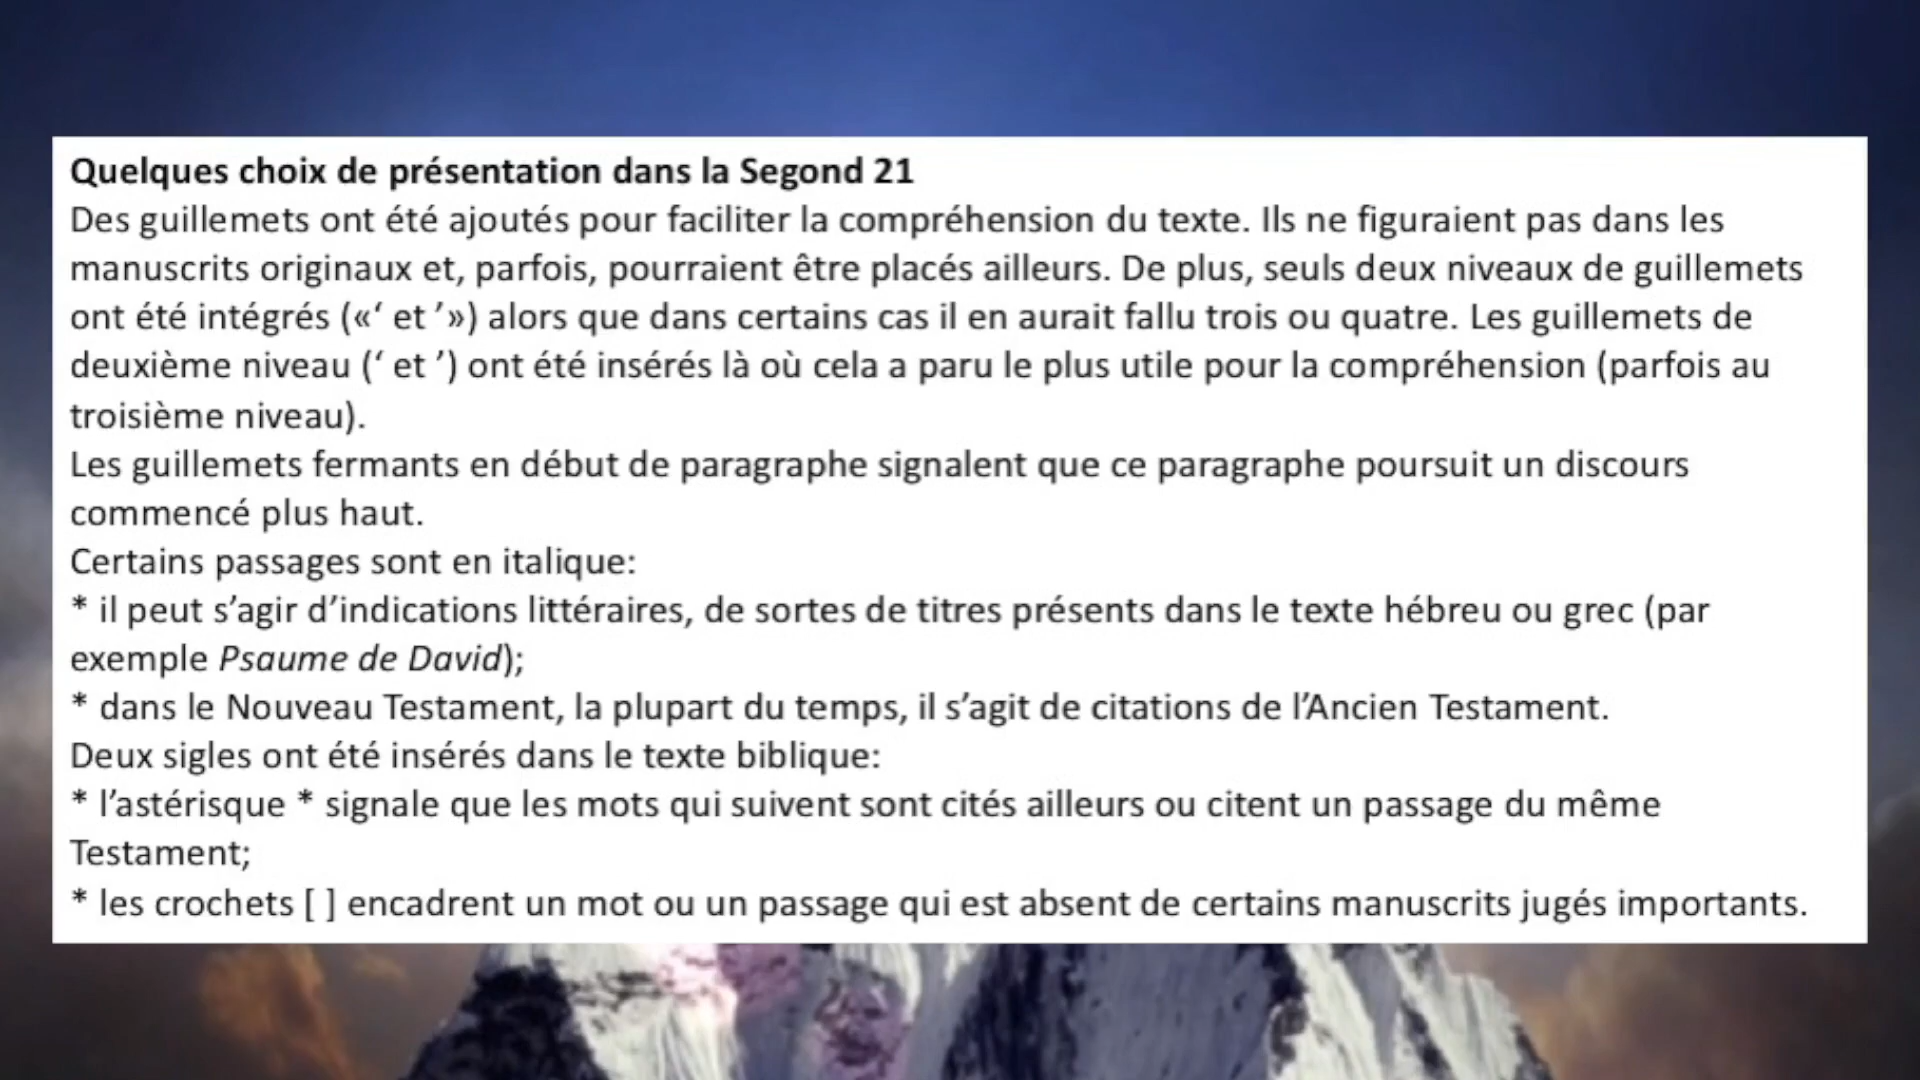 Quelques choix de présentation dans la Segond 21
Des guillemets ont été ajoutés pour faciliter la compréhension du texte. Ils ne figuraient pas dans les
manuscrits originaux et, parfois, pourraient être placés ailleurs. De plus, seuls deux niveaux de guillemets
ont été intégrés («‘ et ’») alors que dans certains cas il en aurait fallu trois ou quatre. Les guillemets de
deuxième niveau (‘ et ’) ont été insérés là où cela a paru le plus utile pour la compréhension (parfois au
troisième niveau).
Les guillemets fermants en début de paragraphe signalent que ce paragraphe poursuit un discours
commencé plus haut.
Certains passages sont en italique:
* il peut s’agir d’indications littéraires, de sortes de titres présents dans le texte hébreu ou grec (par
exemple Psaume de David);
* dans le Nouveau Testament, la plupart du temps, il s’agit de citations de l’Ancien Testament.
Deux sigles ont été insérés dans le texte biblique:
* l’astérisque * signale que les mots qui suivent sont cités ailleurs ou citent un passage du même
Testament;
* les crochets [ ] encadrent un mot ou un passage qui est absent de certains manuscrits jugés importants.